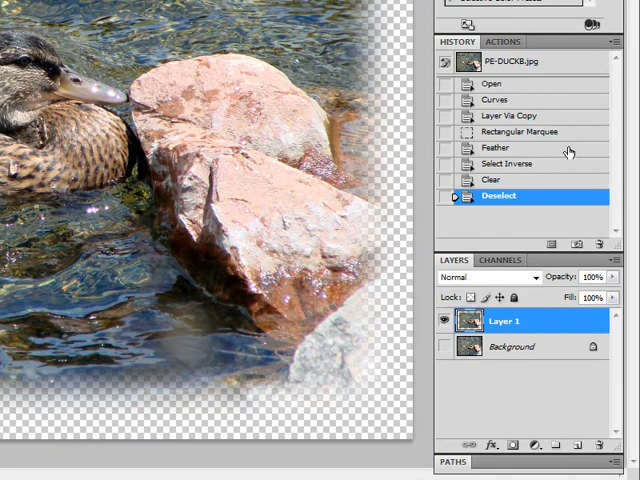 HISTORY ACTIONS
PE-DUCKB.jpg
Open
Curves
Layer Via Copy
Rectangular Marquee
Feather
Select Inverse
Clear
Deselect
LAYERS CHANNELS
Normal Opacity: 100%
Lock: Fill: 100%
Layer 1
Background
fx
PATHS